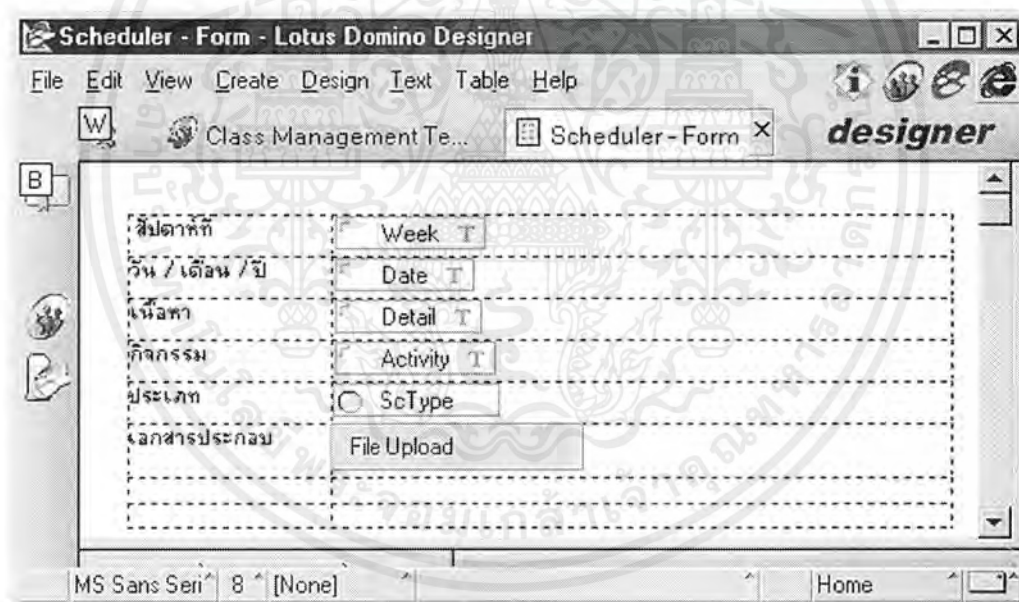 Scheduler - Form - Lotus Domino Designer
File Edit View Create Design Text Table Help
W Class Management Te... Scheduler - Form designer
B
สัปดาห์ที่ Week T
วัน / เดือน / ปี Date T
เนื้อหา Detail T
กิจกรรม Activity T
ประเภท ScType
เอกสารประกอบ File Upload
MS Sans Seri 8 [None] Home